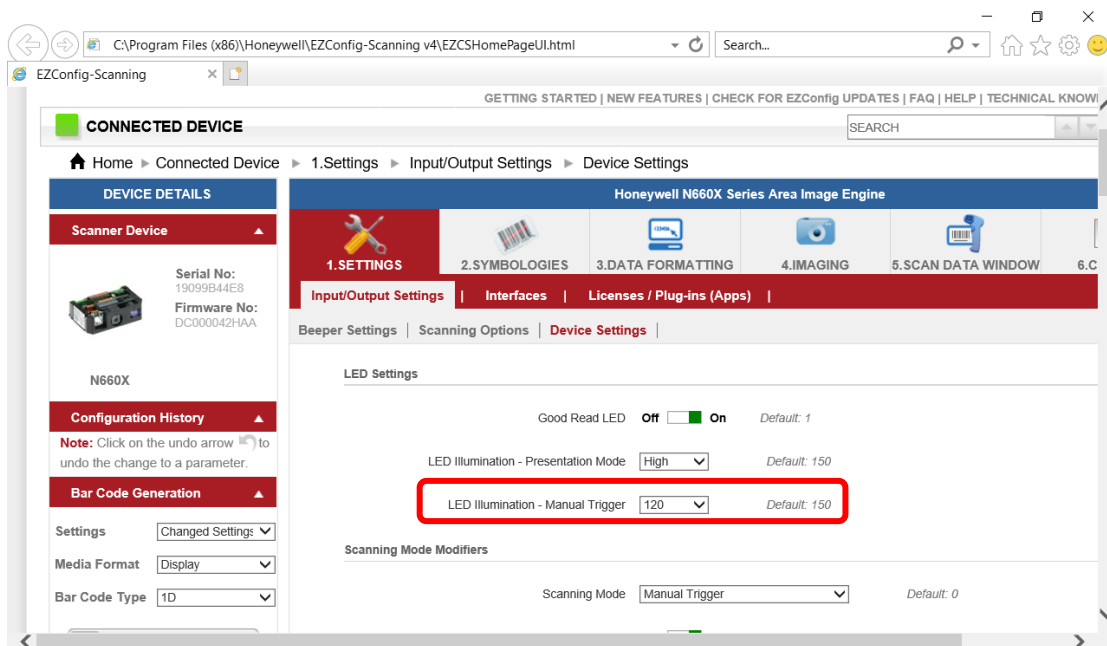 C:\Program Files (x86)\Honeywell\EZConfig-Scanning v4\EZCSHomePageUI.html
Search...
EZConfig-Scanning
GETTING STARTED | NEW FEATURES | CHECK FOR EZConfig UPDATES | FAQ | HELP | TECHNICAL KNOW
CONNECTED DEVICE
SEARCH
Home ▶ Connected Device ▶ 1.Settings ▶ Input/Output Settings ▶ Device Settings
DEVICE DETAILS
Honeywell N660X Series Area Image Engine
Scanner Device
Serial No:
19099B44E8
Firmware No:
DC000042HAA
N660X
1.SETTINGS
2.SYMBOLOGIES
3.DATA FORMATTING
4.IMAGING
5.SCAN DATA WINDOW
6.C
Input/Output Settings | Interfaces | Licenses / Plug-ins (Apps) |
Beeper Settings | Scanning Options | Device Settings |
LED Settings
Good Read LED Off On Default: 1
LED Illumination - Presentation Mode High Default: 150
LED Illumination - Manual Trigger 120 Default: 150
Scanning Mode Modifiers
Scanning Mode Manual Trigger Default: 0
Configuration History
Note: Click on the undo arrow to
undo the change to a parameter.
Bar Code Generation
Settings Changed Settings
Media Format Display
Bar Code Type 1D